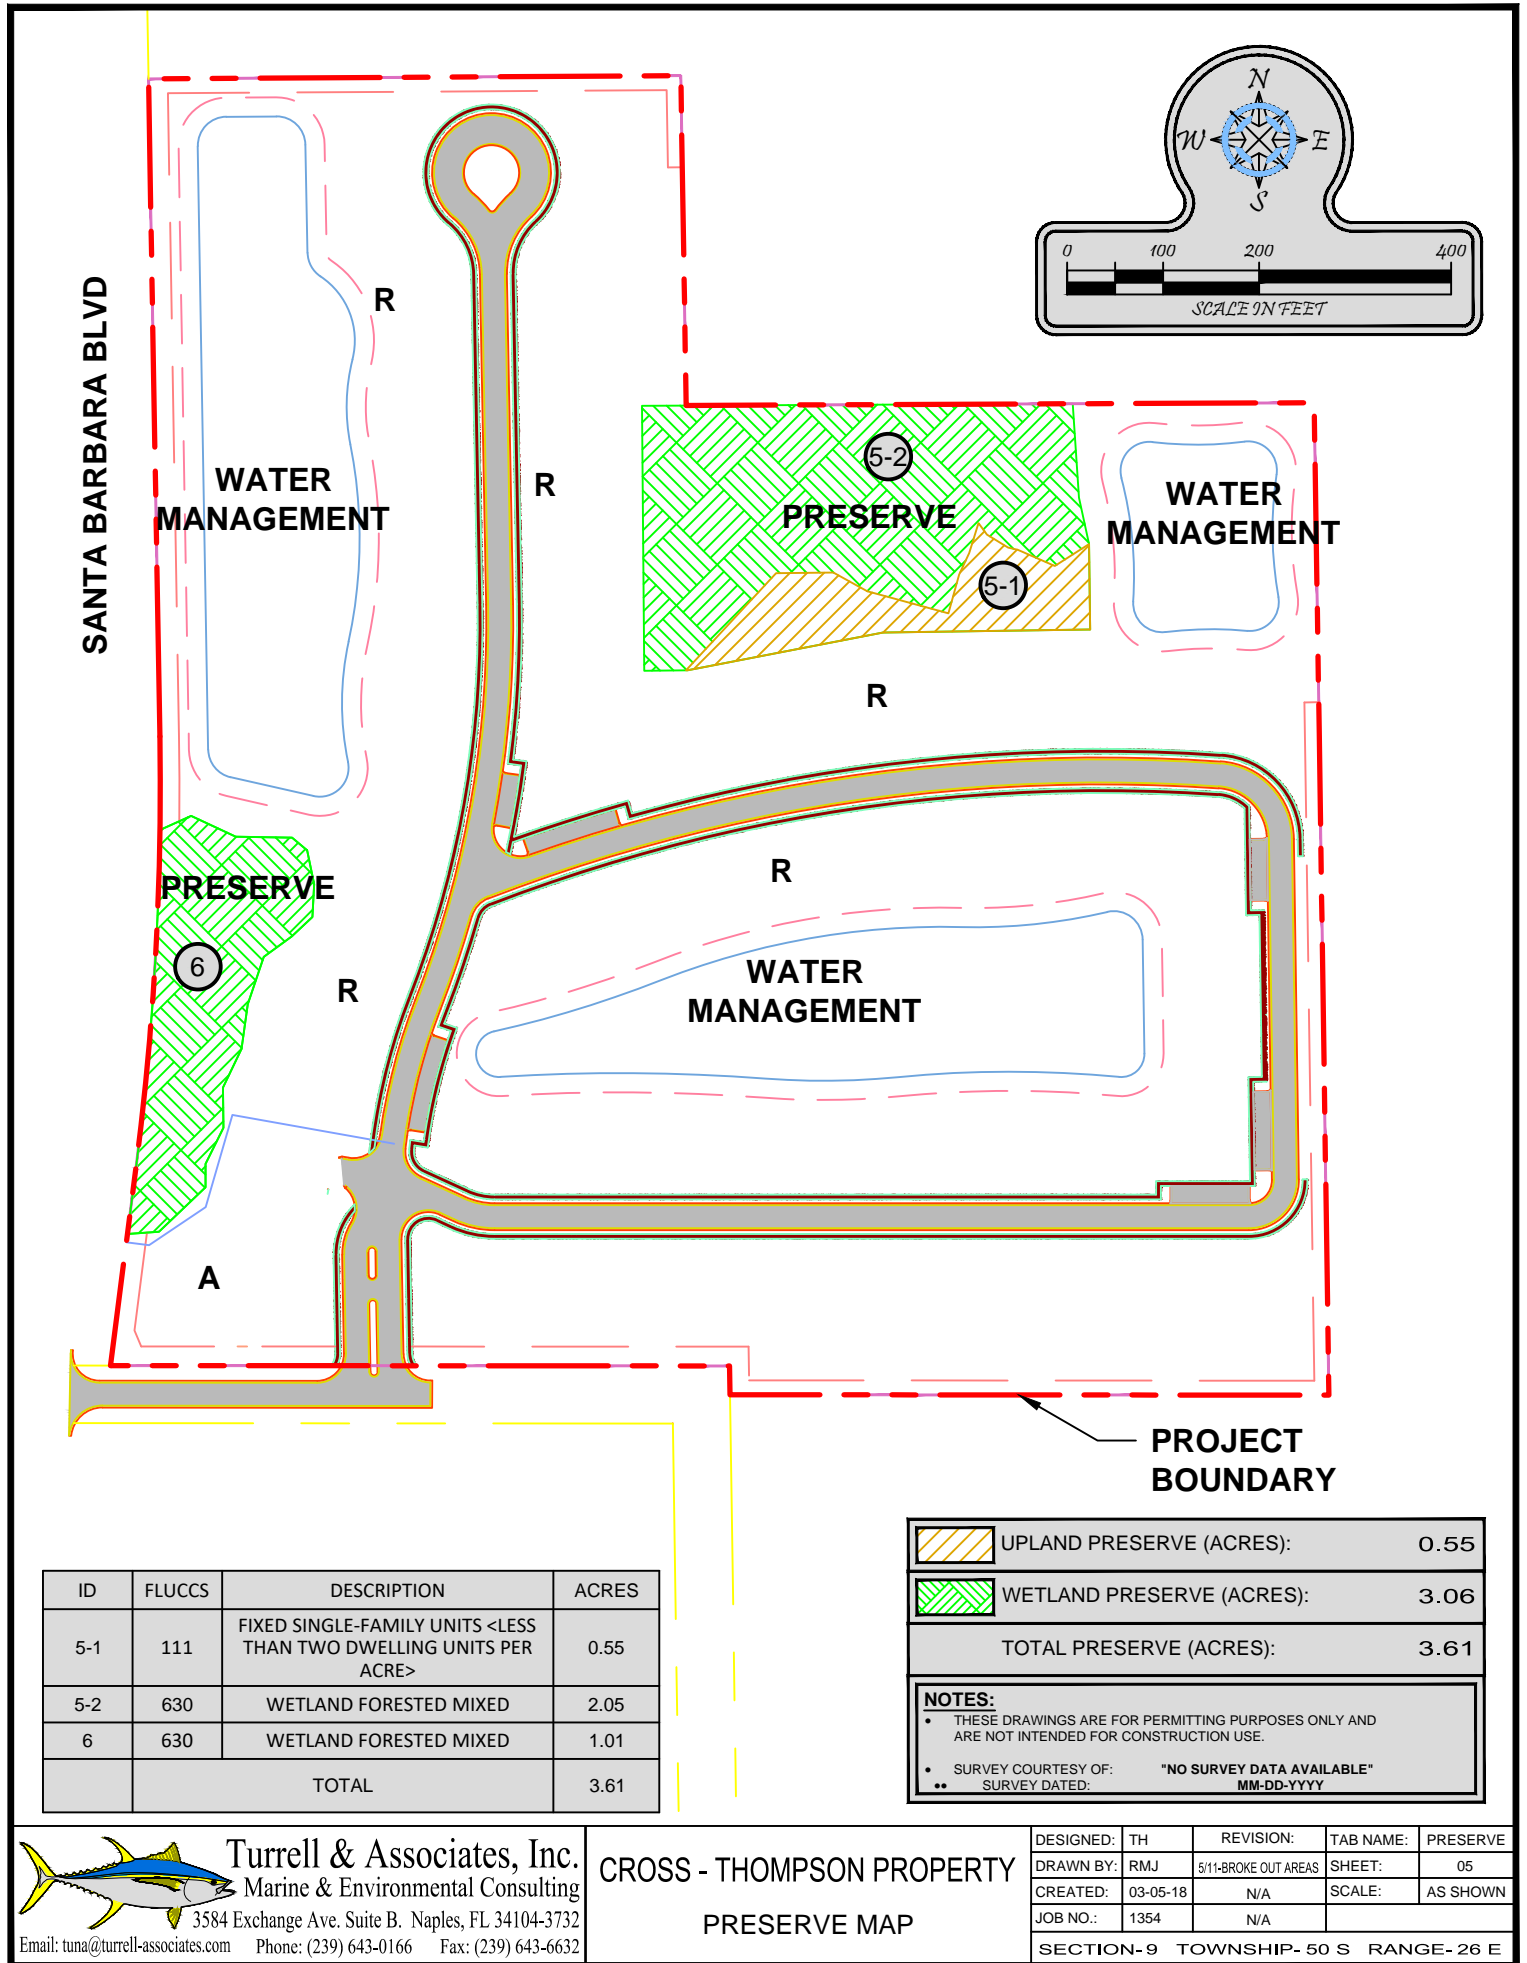 N
W E
S
0 100 200 400
SCALE IN FEET
SANTA BARBARA BLVD
R
WATER
MANAGEMENT
R
5-2
PRESERVE
5-1
WATER
MANAGEMENT
R
PRESERVE
6
R
R
WATER
MANAGEMENT
A
PROJECT
BOUNDARY
UPLAND PRESERVE (ACRES): 0.55
WETLAND PRESERVE (ACRES): 3.06
TOTAL PRESERVE (ACRES): 3.61
NOTES:
• THESE DRAWINGS ARE FOR PERMITTING PURPOSES ONLY AND
ARE NOT INTENDED FOR CONSTRUCTION USE.
• SURVEY COURTESY OF: "NO SURVEY DATA AVAILABLE"
•• SURVEY DATED: MM-DD-YYYY
ID FLUCCS DESCRIPTION ACRES
5-1 111 FIXED SINGLE-FAMILY UNITS <LESS
THAN TWO DWELLING UNITS PER
ACRE> 0.55
5-2 630 WETLAND FORESTED MIXED 2.05
6 630 WETLAND FORESTED MIXED 1.01
TOTAL 3.61
Turrell & Associates, Inc.
Marine & Environmental Consulting
3584 Exchange Ave. Suite B. Naples, FL 34104-3732
Email: tuna@turrell-associates.com Phone: (239) 643-0166 Fax: (239) 643-6632
CROSS - THOMPSON PROPERTY
PRESERVE MAP
DESIGNED: TH REVISION: TAB NAME: PRESERVE
DRAWN BY: RMJ 5/11-BROKE OUT AREAS SHEET: 05
CREATED: 03-05-18 N/A SCALE: AS SHOWN
JOB NO.: 1354 N/A
SECTION- 9 TOWNSHIP- 50 S RANGE- 26 E